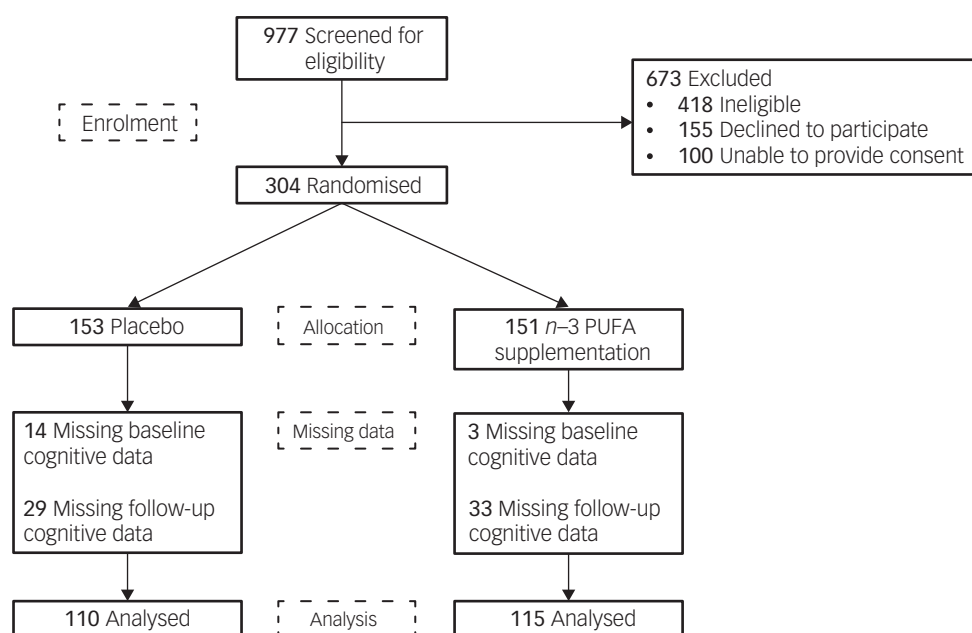 977 Screened for
eligibility
673 Excluded
• 418 Ineligible
• 155 Declined to participate
• 100 Unable to provide consent
Enrolment
304 Randomised
153 Placebo
Allocation
151 n–3 PUFA
supplementation
14 Missing baseline
cognitive data
29 Missing follow-up
cognitive data
Missing data
3 Missing baseline
cognitive data
33 Missing follow-up
cognitive data
110 Analysed
Analysis
115 Analysed